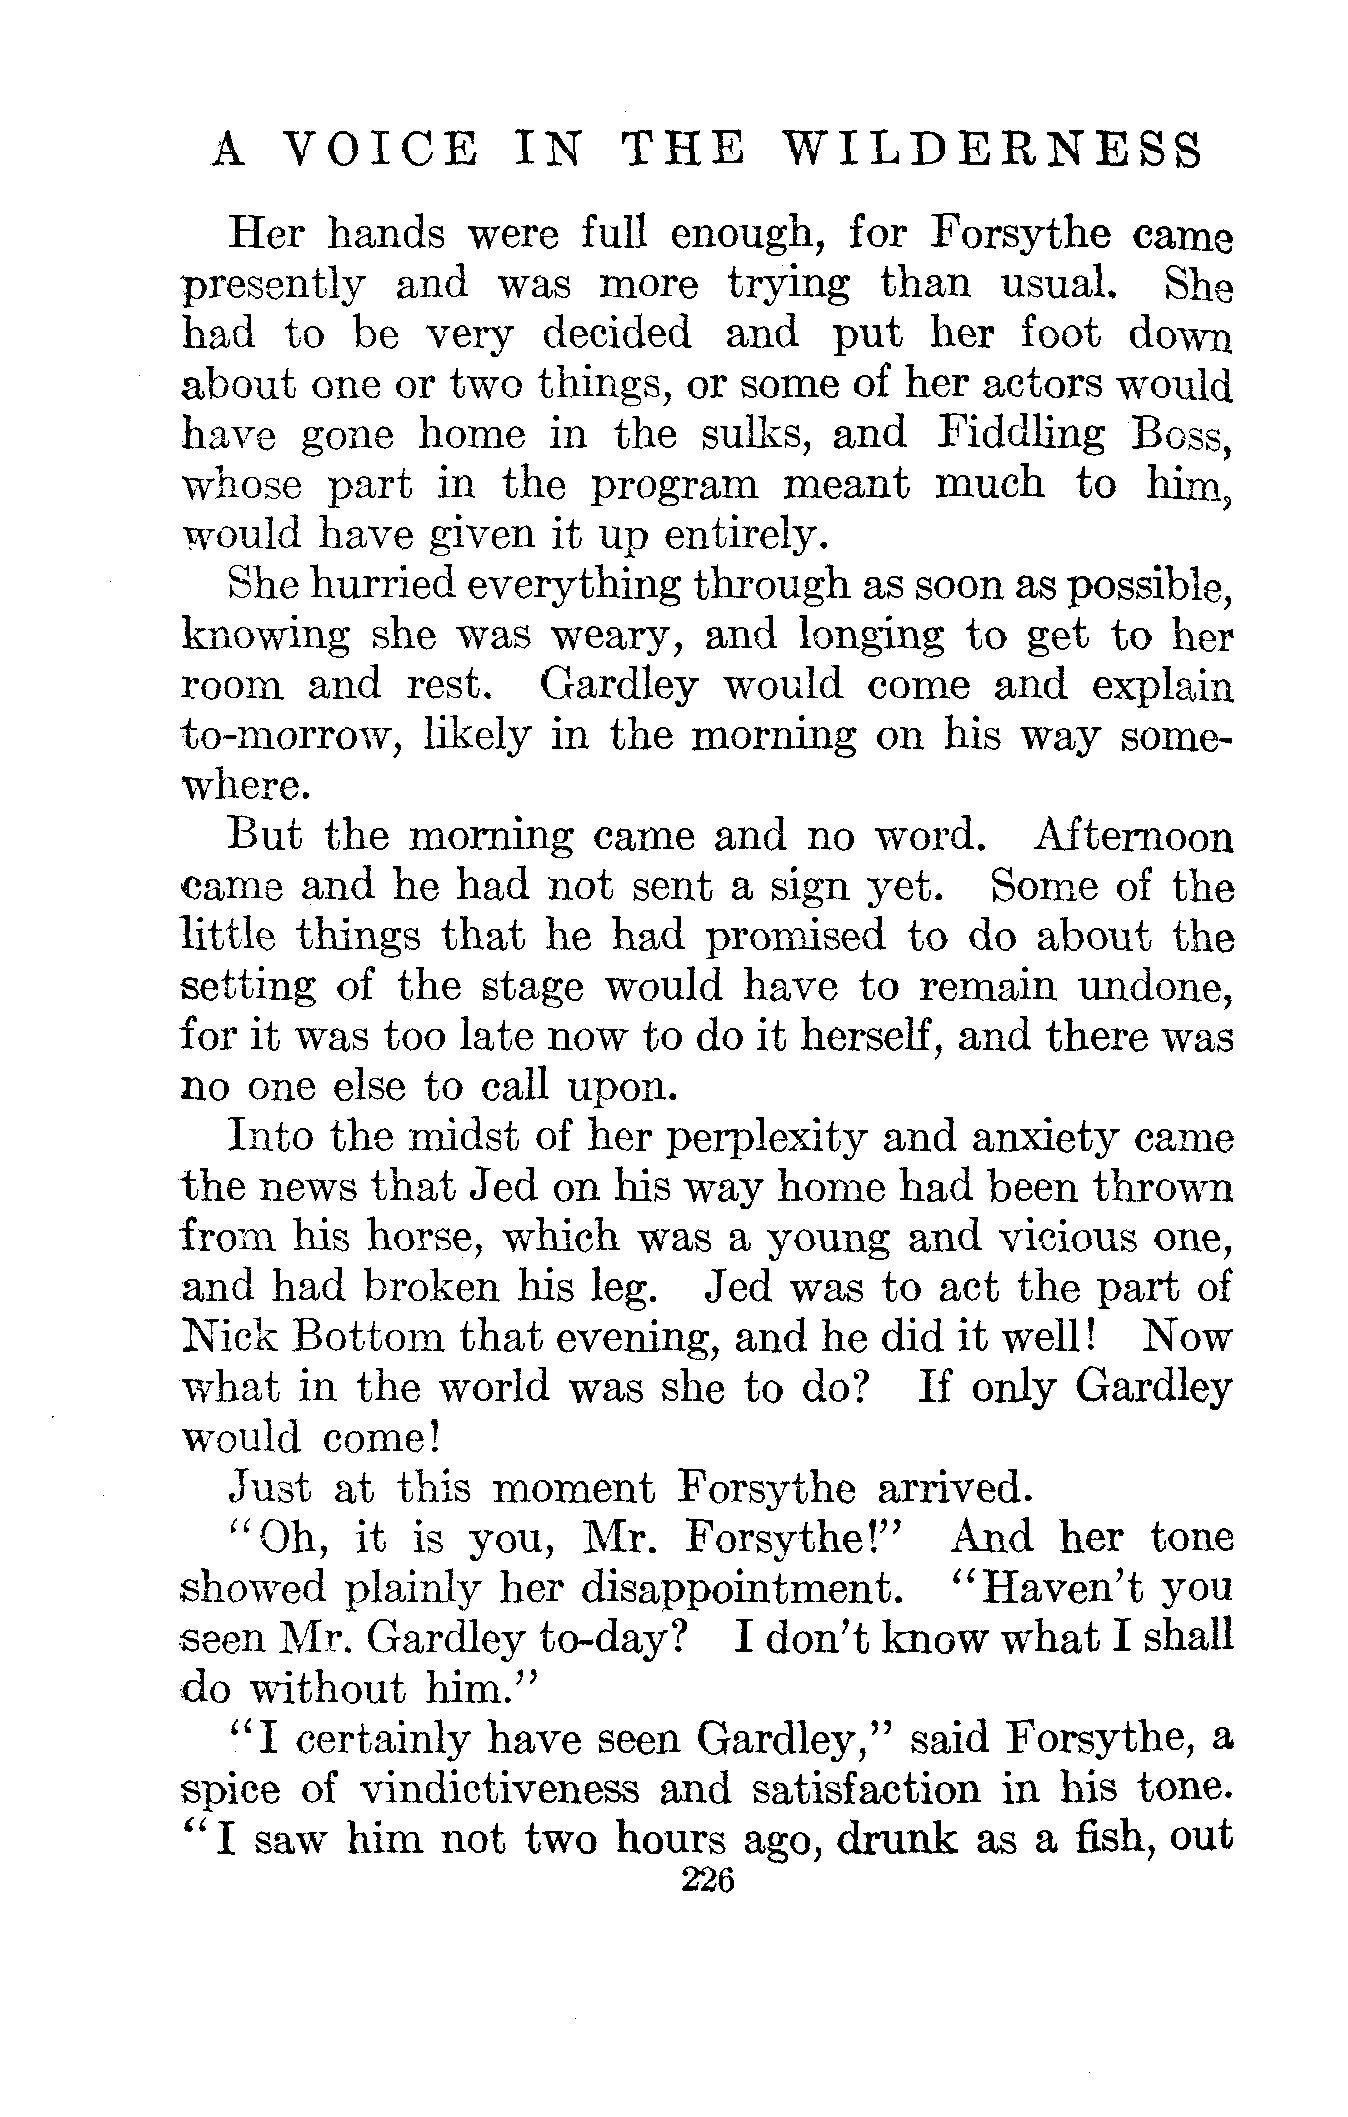 A VOICE IN THE WILDERNESS
Her hands were full enough, for Forsythe came
presently and was more trying than usual. She
had to be very decided and put her foot down
about one or two things, or some of her actors would
have gone home in the sulks, and Fiddling Boss,
whose part in the program meant much to him,
would have given it up entirely.
She hurried everything through as soon as possible,
knowing she was weary, and longing to get to her
room and rest. Gardley would come and explain
to-morrow, likely in the morning on his way some-
where.
But the morning came and no word. Afternoon
came and he had not sent a sign yet. Some of the
little things that he had promised to do about the
setting of the stage would have to remain undone,
for it was too late now to do it herself, and there was
no one else to call upon.
Into the midst of her perplexity and anxiety came
the news that Jed on his way home had been thrown
from his horse, which was a young and vicious one,
and had broken his leg. Jed was to act the part of
Nick Bottom that evening, and he did it well! Now
what in the world was she to do? If only Gardley
would come!
Just at this moment Forsythe arrived.
"Oh, it is you, Mr. Forsythe!" And her tone
showed plainly her disappointment. "Haven't you
seen Mr. Gardley to-day? I don't know what I shall
do without him."
"I certainly have seen Gardley," said Forsythe, a
spice of vindictiveness and satisfaction in his tone.
"I saw him not two hours ago, drunk as a fish, out
226